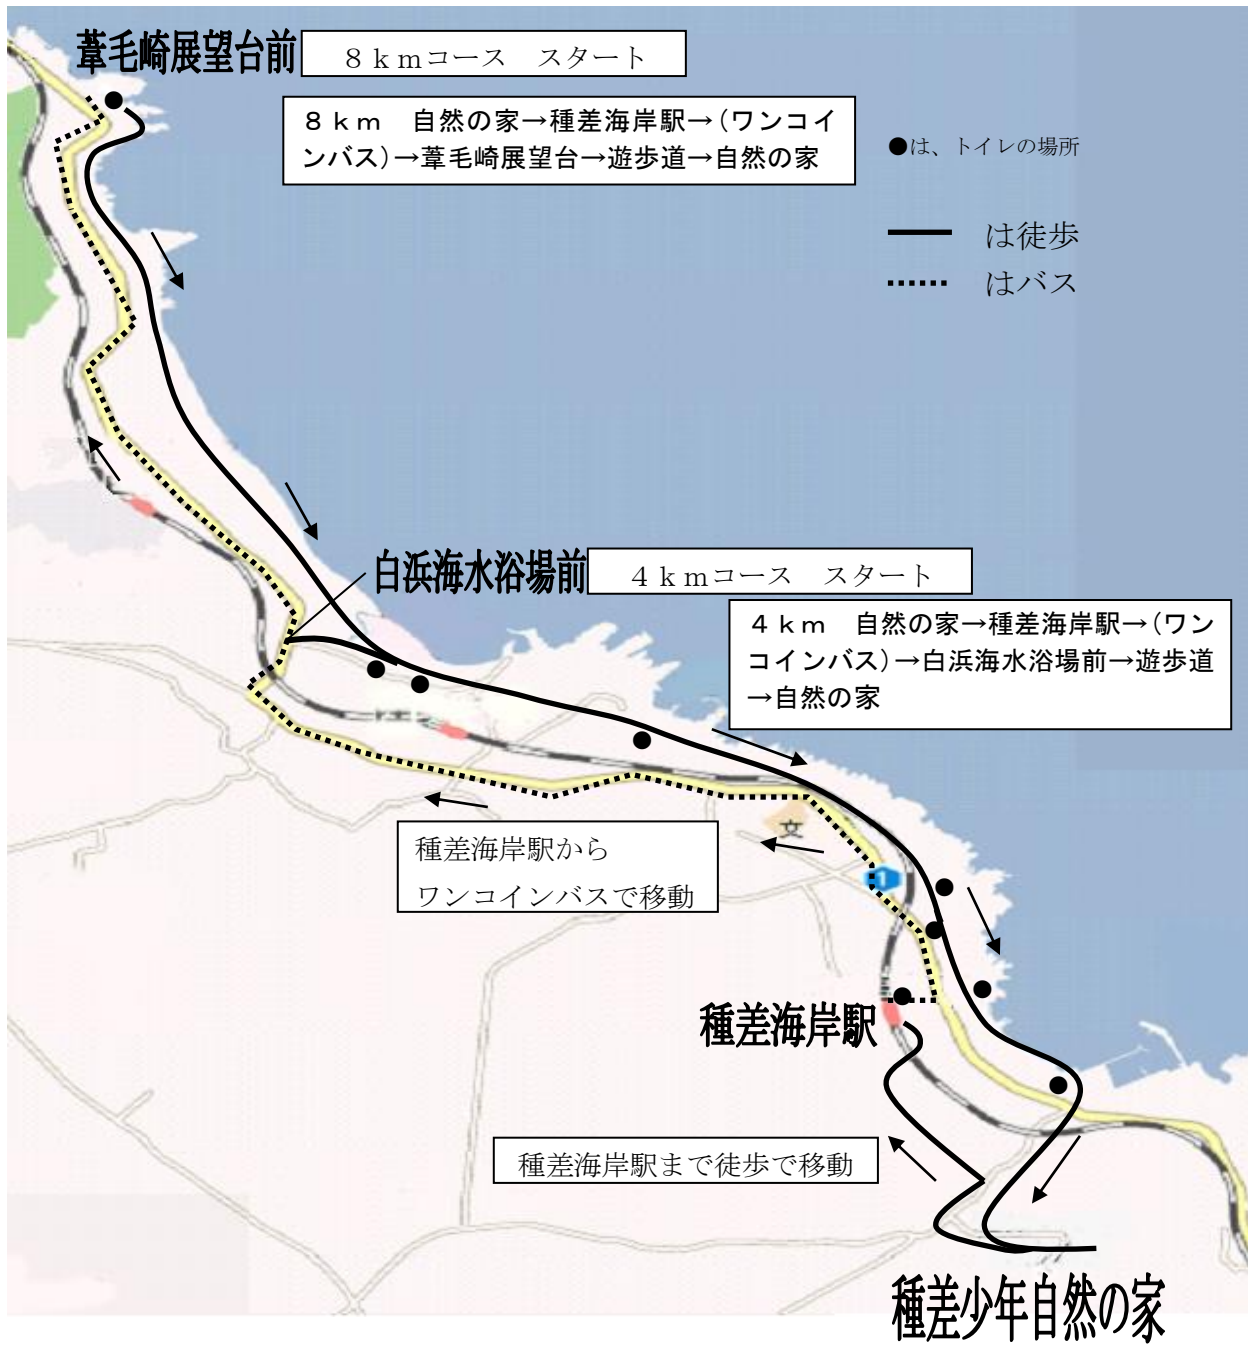 葦毛崎展望台前
８ｋｍコース　スタート
８ｋｍ　自然の家→種差海岸駅→（ワンコイ
ンバス）→葦毛崎展望台→遊歩道→自然の家
●は、トイレの場所
は徒歩
はバス
白浜海水浴場前
４ｋｍコース　スタート
４ｋｍ　自然の家→種差海岸駅→（ワン
コインバス）→白浜海水浴場前→遊歩道
→自然の家
種差海岸駅から
ワンコインバスで移動
文
1
種差海岸駅
種差海岸駅まで徒歩で移動
種差少年自然の家